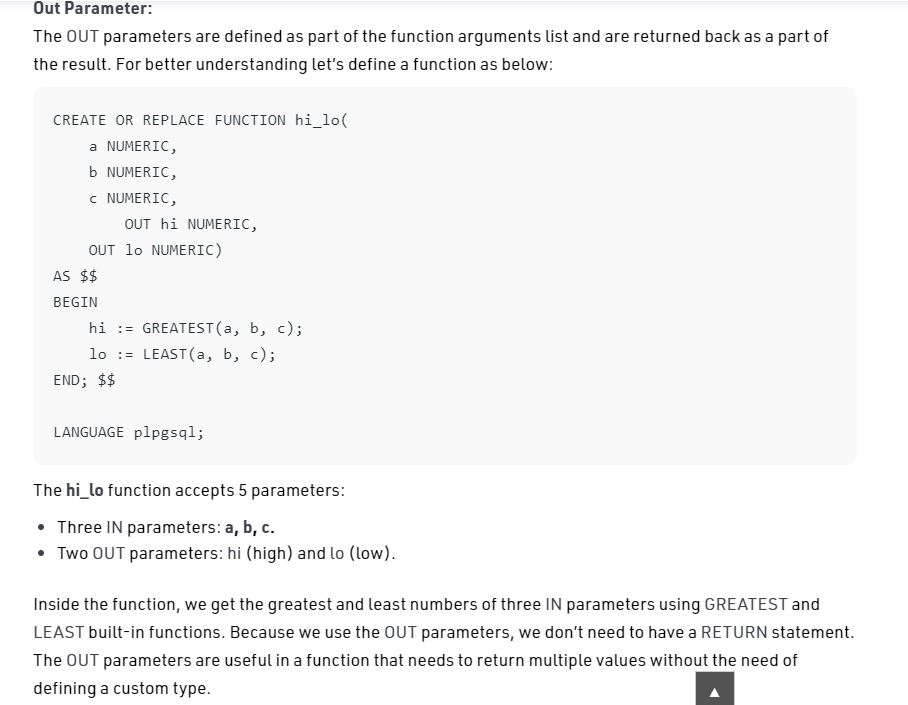 Out Parameter:
The OUT parameters are defined as part of the function arguments list and are returned back as a part of
the result. For better understanding let's define a function as below:
CREATE OR REPLACE FUNCTION hi_lo(
    a NUMERIC,
    b NUMERIC,
    c NUMERIC,
        OUT hi NUMERIC,
    OUT lo NUMERIC)
AS $$
BEGIN
    hi := GREATEST(a, b, c);
    lo := LEAST(a, b, c);
END; $$
LANGUAGE plpgsql;
The hi_lo function accepts 5 parameters:
• Three IN parameters: a, b, c.
• Two OUT parameters: hi (high) and lo (low).
Inside the function, we get the greatest and least numbers of three IN parameters using GREATEST and
LEAST built-in functions. Because we use the OUT parameters, we don't need to have a RETURN statement.
The OUT parameters are useful in a function that needs to return multiple values without the need of
defining a custom type.